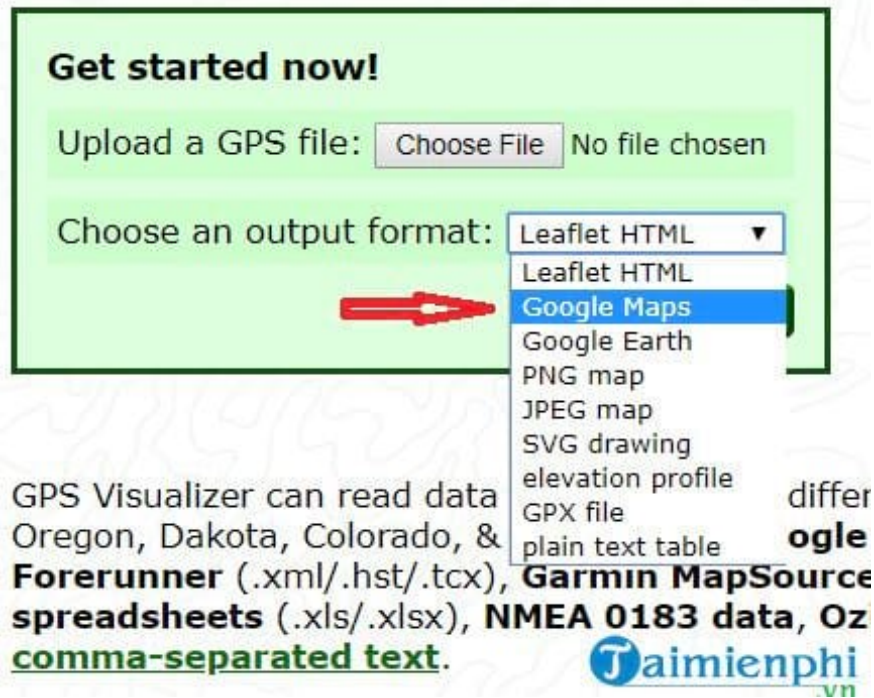 Get started now!
Upload a GPS file: Choose File No file chosen
Choose an output format: Leaflet HTML
Leaflet HTML
Google Maps
Google Earth
PNG map
JPEG map
SVG drawing
elevation profile
GPX file
plain text table
GPS Visualizer can read data
Oregon, Dakota, Colorado, & ogle
Forerunner (.xml/.hst/.tcx), Garmin MapSource
spreadsheets (.xls/.xlsx), NMEA 0183 data,
comma-separated text.
Taimienphi
.vn